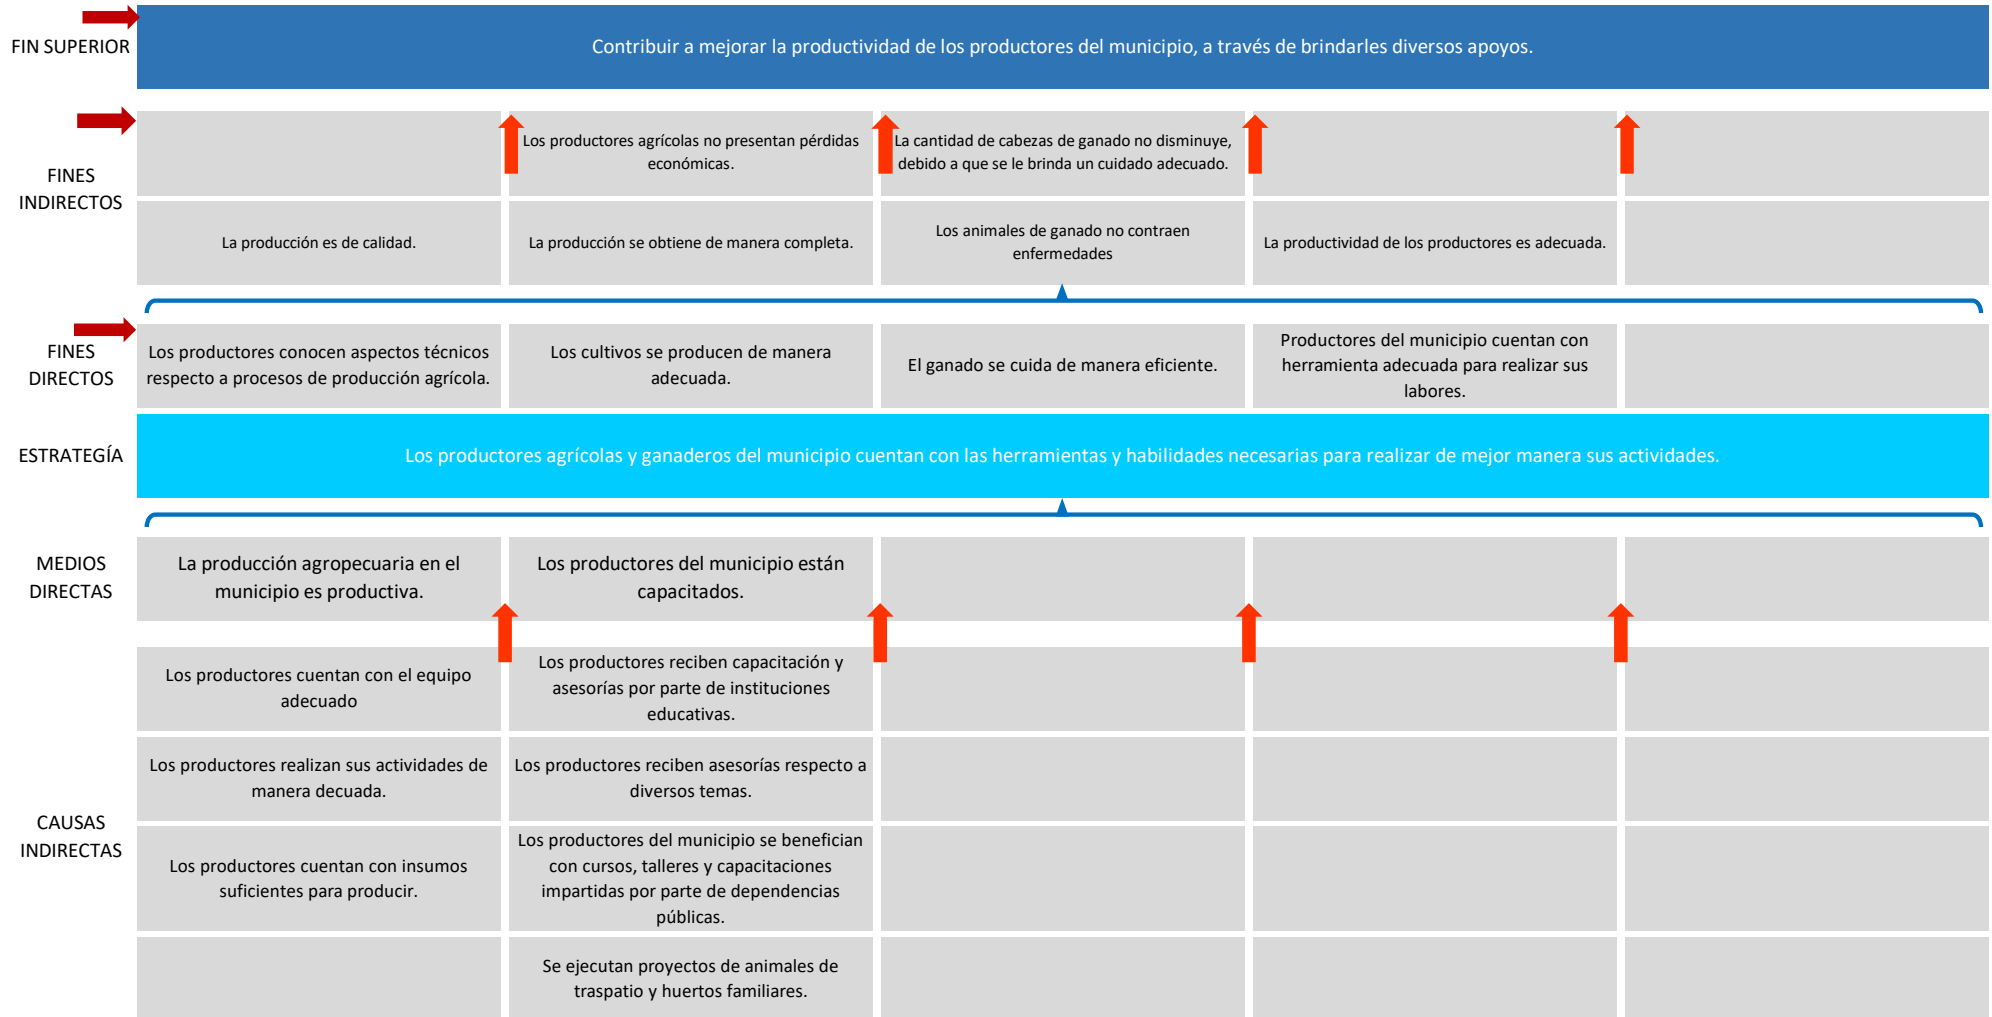 FIN SUPERIOR
Contribuir a mejorar la productividad de los productores del municipio, a través de brindarles diversos apoyos.
FINES
INDIRECTOS
Los productores agrícolas no presentan pérdidas
económicas.
La cantidad de cabezas de ganado no disminuye,
debido a que se le brinda un cuidado adecuado.
La producción es de calidad.
La producción se obtiene de manera completa.
Los animales de ganado no contraen
enfermedades
La productividad de los productores es adecuada.
FINES
DIRECTOS
Los productores conocen aspectos técnicos
respecto a procesos de producción agrícola.
Los cultivos se producen de manera
adecuada.
El ganado se cuida de manera eficiente.
Productores del municipio cuentan con
herramienta adecuada para realizar sus
labores.
ESTRATEGÍA
Los productores agrícolas y ganaderos del municipio cuentan con las herramientas y habilidades necesarias para realizar de mejor manera sus actividades.
MEDIOS
DIRECTAS
La producción agropecuaria en el
municipio es productiva.
Los productores del municipio están
capacitados.
CAUSAS
INDIRECTAS
Los productores cuentan con el equipo
adecuado
Los productores reciben capacitación y
asesorías por parte de instituciones
educativas.
Los productores realizan sus actividades de
manera decuada.
Los productores reciben asesorías respecto a
diversos temas.
Los productores cuentan con insumos
suficientes para producir.
Los productores del municipio se benefician
con cursos, talleres y capacitaciones
impartidas por parte de dependencias
públicas.
Se ejecutan proyectos de animales de
traspatio y huertos familiares.